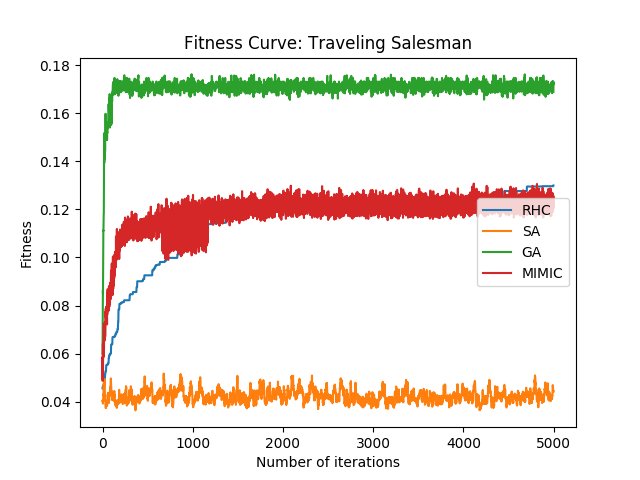 Fitness Curve: Traveling Salesman
Fitness
0.18
0.16
0.14
0.12
0.10
0.08
0.06
0.04
RHC
SA
GA
MIMIC
0
1000
2000
3000
4000
5000
Number of iterations